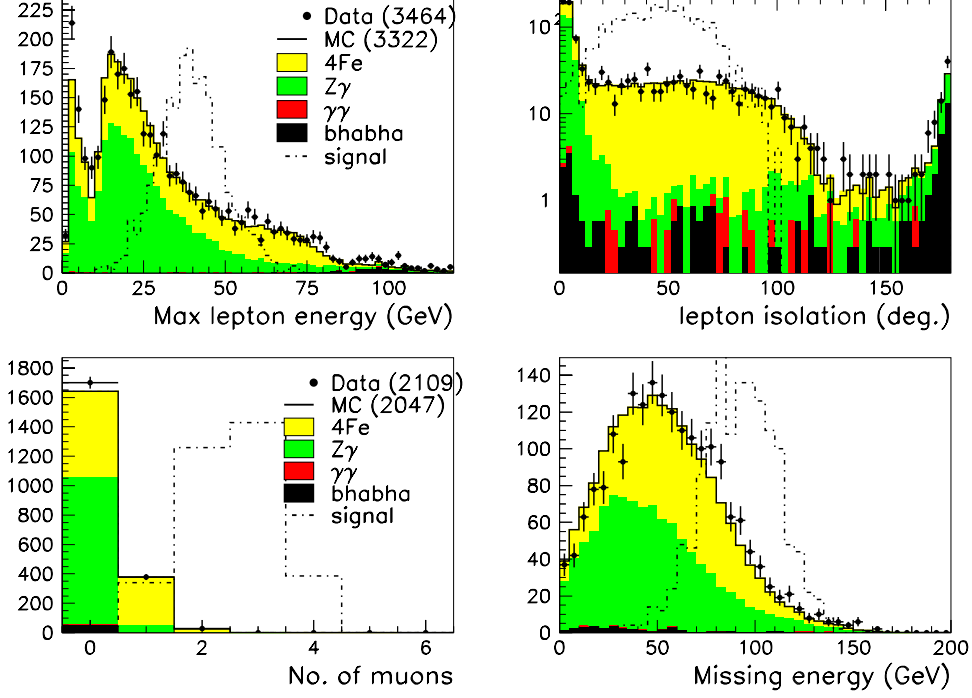 225
200
175
150
125
100
75
50
25
0
Data (3464)
MC (3322)
4Fe
Zγ
γγ
bhabha
signal
0 25 50 75 100
Max lepton energy (GeV)
10²
10
1
0 50 100 150
lepton isolation (deg.)
1800
1600
1400
1200
1000
800
600
400
200
0
Data (2109)
MC (2047)
4Fe
Zγ
γγ
bhabha
signal
0 2 4 6
No. of muons
140
120
100
80
60
40
20
0
0 50 100 150 200
Missing energy (GeV)